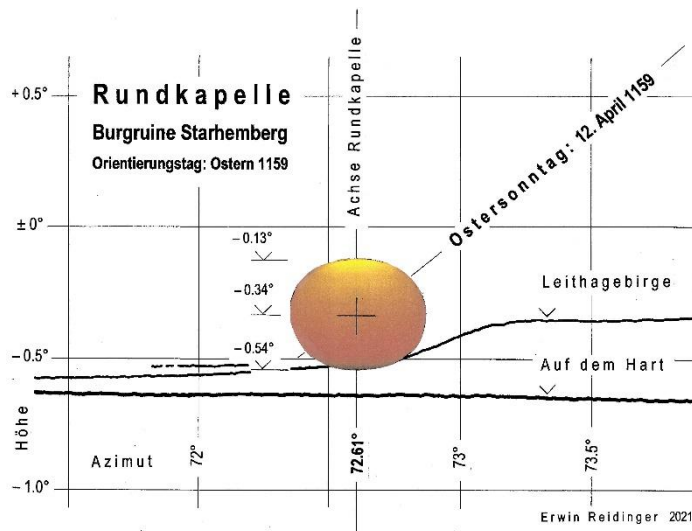 Rundkapelle
Burgruine Starhemberg
Orientierungstag: Ostern 1159
Achse Rundkapelle
Ostersonntag: 12. April 1159
+0.5°
±0°
−0.5°
−1.0°
Höhe
−0.13°
−0.34°
−0.54°
Leithagebirge
Auf dem Hart
Azimut
72°
72.61°
73°
73.5°
Erwin Reidinger 2021